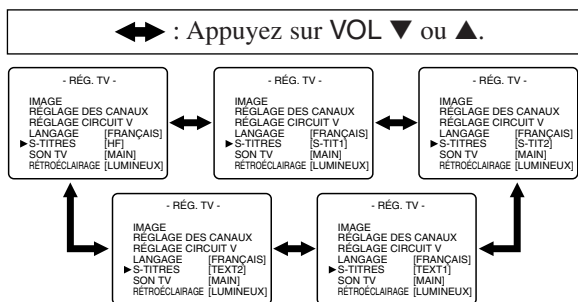 ◄► : Appuyez sur VOL ▼ ou ▲.
- RÉG. TV -
IMAGE
RÉGLAGE DES CANAUX
RÉGLAGE CIRCUIT V
LANGAGE [FRANÇAIS]
►S-TITRES [HF]
SON TV [MAIN]
RÉTROÉCLAIRAGE [LUMINEUX]
- RÉG. TV -
IMAGE
RÉGLAGE DES CANAUX
RÉGLAGE CIRCUIT V
LANGAGE [FRANÇAIS]
►S-TITRES [S-TIT1]
SON TV [MAIN]
RÉTROÉCLAIRAGE [LUMINEUX]
- RÉG. TV -
IMAGE
RÉGLAGE DES CANAUX
RÉGLAGE CIRCUIT V
LANGAGE [FRANÇAIS]
►S-TITRES [S-TIT2]
SON TV [MAIN]
RÉTROÉCLAIRAGE [LUMINEUX]
- RÉG. TV -
IMAGE
RÉGLAGE DES CANAUX
RÉGLAGE CIRCUIT V
LANGAGE [FRANÇAIS]
►S-TITRES [TEXT2]
SON TV [MAIN]
RÉTROÉCLAIRAGE [LUMINEUX]
- RÉG. TV -
IMAGE
RÉGLAGE DES CANAUX
RÉGLAGE CIRCUIT V
LANGAGE [FRANÇAIS]
►S-TITRES [TEXT1]
SON TV [MAIN]
RÉTROÉCLAIRAGE [LUMINEUX]